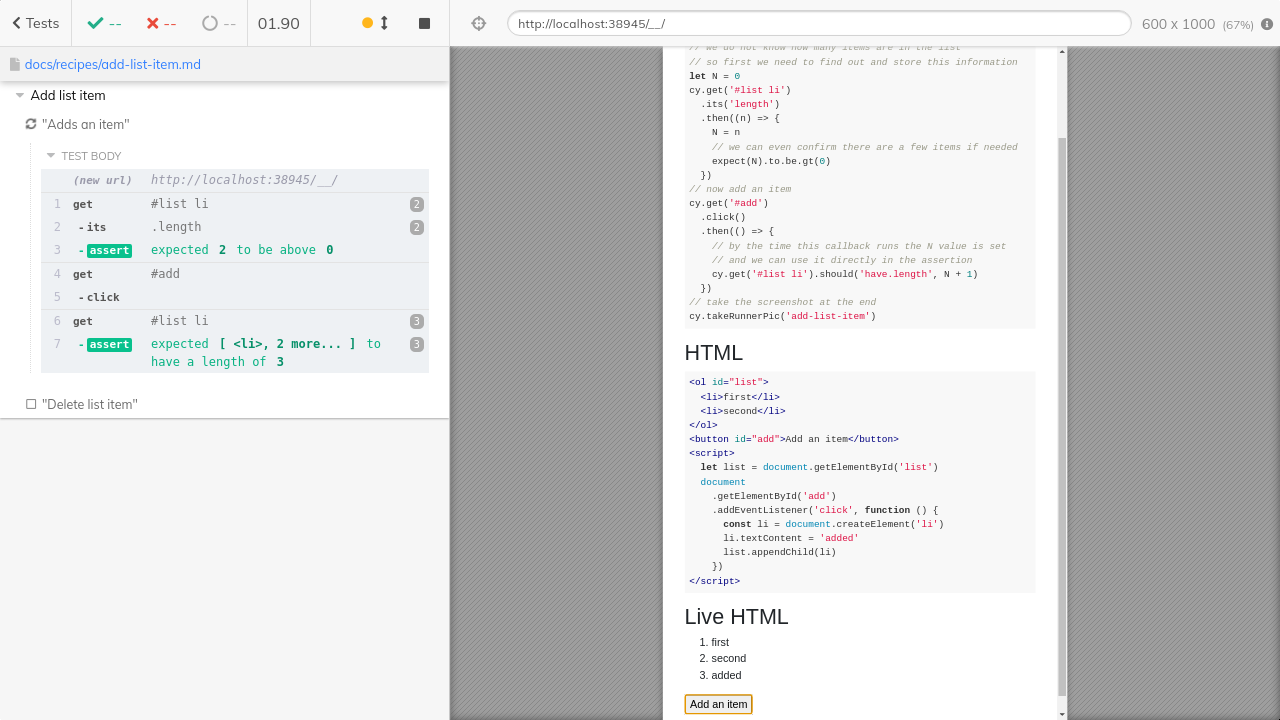 Tests -- -- -- 01.90
http://localhost:38945/__/
600 x 1000 (67%)
docs/recipes/add-list-item.md
Add list item
"Adds an item"
TEST BODY
(new url) http://localhost:38945/__/
1 get #list li 2
2 -its .length 2
3 -assert expected 2 to be above 0
4 get #add
5 -click
6 get #list li 3
7 -assert expected [ <li>, 2 more... ] to 3
have a length of 3
"Delete list item"
// we do not know how many items are in the list
// so first we need to find out and store this information
let N = 0
cy.get('#list li')
  .its('length')
  .then((n) => {
    N = n
    // we can even confirm there are a few items if needed
    expect(N).to.be.gt(0)
  })
// now add an item
cy.get('#add')
  .click()
  .then(() => {
    // by the time this callback runs the N value is set
    // and we can use it directly in the assertion
    cy.get('#list li').should('have.length', N + 1)
  })
// take the screenshot at the end
cy.takeRunnerPic('add-list-item')
HTML
<ol id="list">
  <li>first</li>
  <li>second</li>
</ol>
<button id="add">Add an item</button>
<script>
  let list = document.getElementById('list')
  document
    .getElementById('add')
    .addEventListener('click', function () {
      const li = document.createElement('li')
      li.textContent = 'added'
      list.appendChild(li)
    })
</script>
Live HTML
1. first
2. second
3. added
Add an item